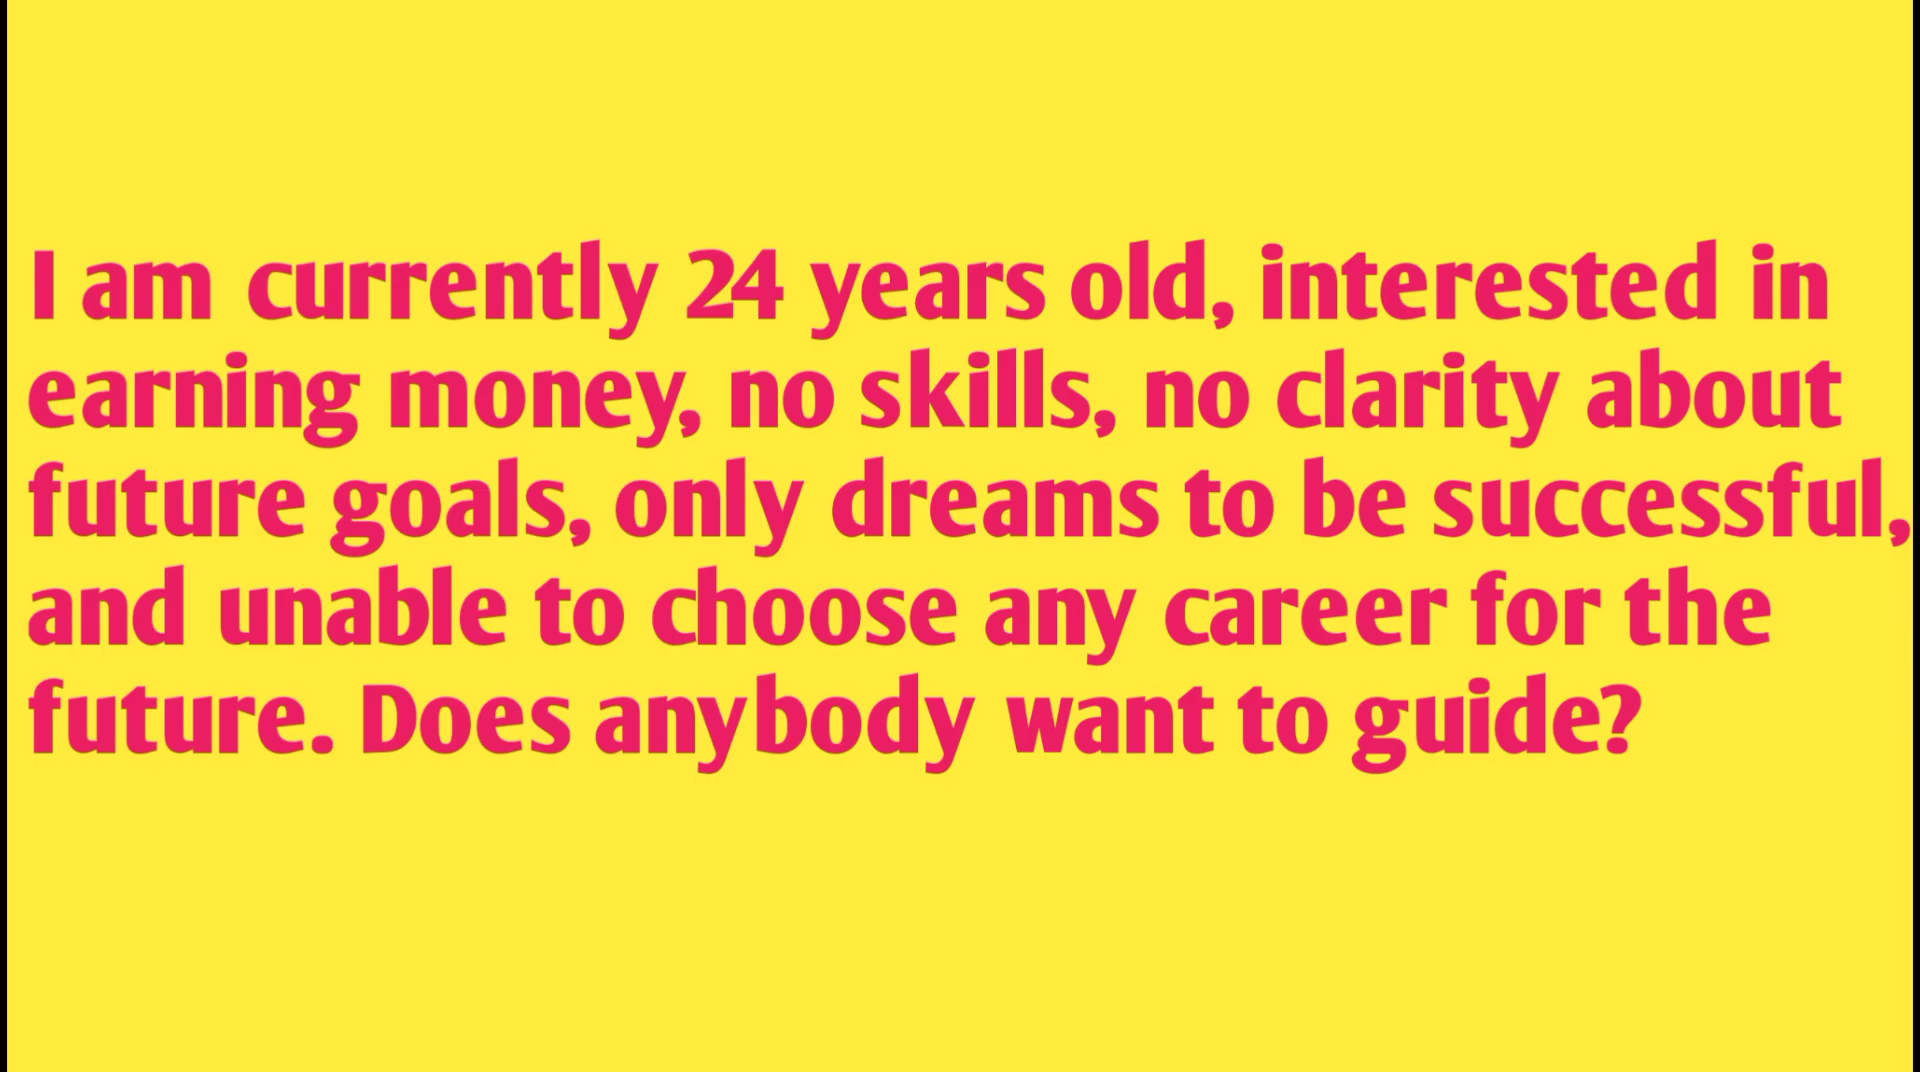 I am currently 24 years old, interested in
earning money, no skills, no clarity about
future goals, only dreams to be successful,
and unable to choose any career for the
future. Does anybody want to guide?